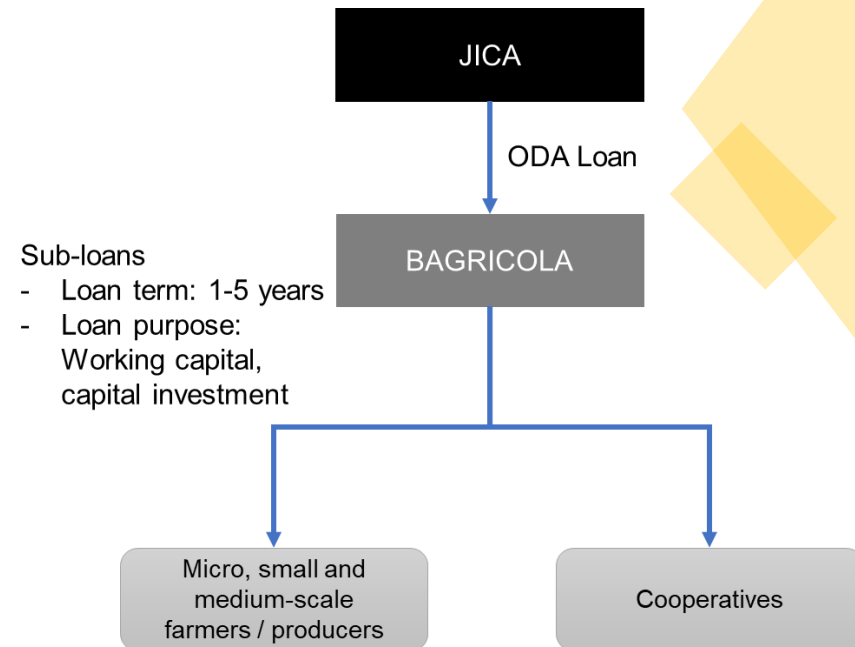 JICA
ODA Loan
BAGRICOLA
Sub-loans
- Loan term: 1-5 years
- Loan purpose:
Working capital,
capital investment
Micro, small and
medium-scale
farmers / producers
Cooperatives